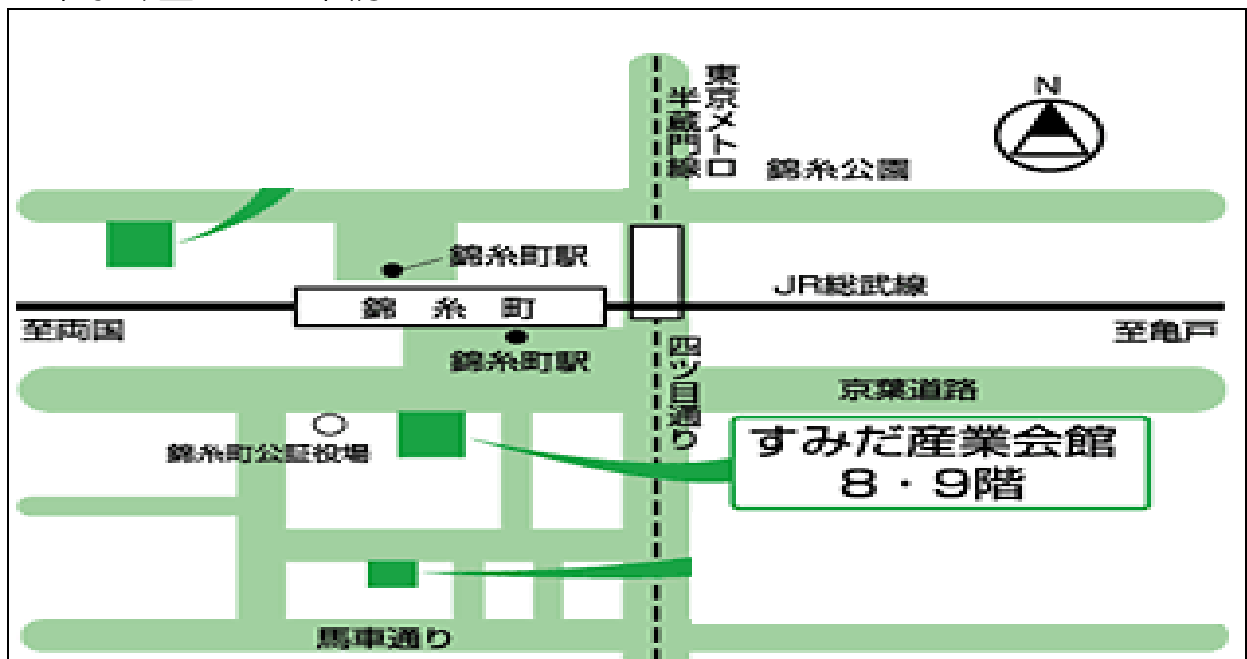 東京メトロ
半蔵門線
N
錦糸公園
錦糸町駅
JR総武線
錦糸町
至両国
至亀戸
錦糸町駅
四ツ目通り
京葉道路
すみだ産業会館
8・9階
錦糸町公証役場
馬車通り